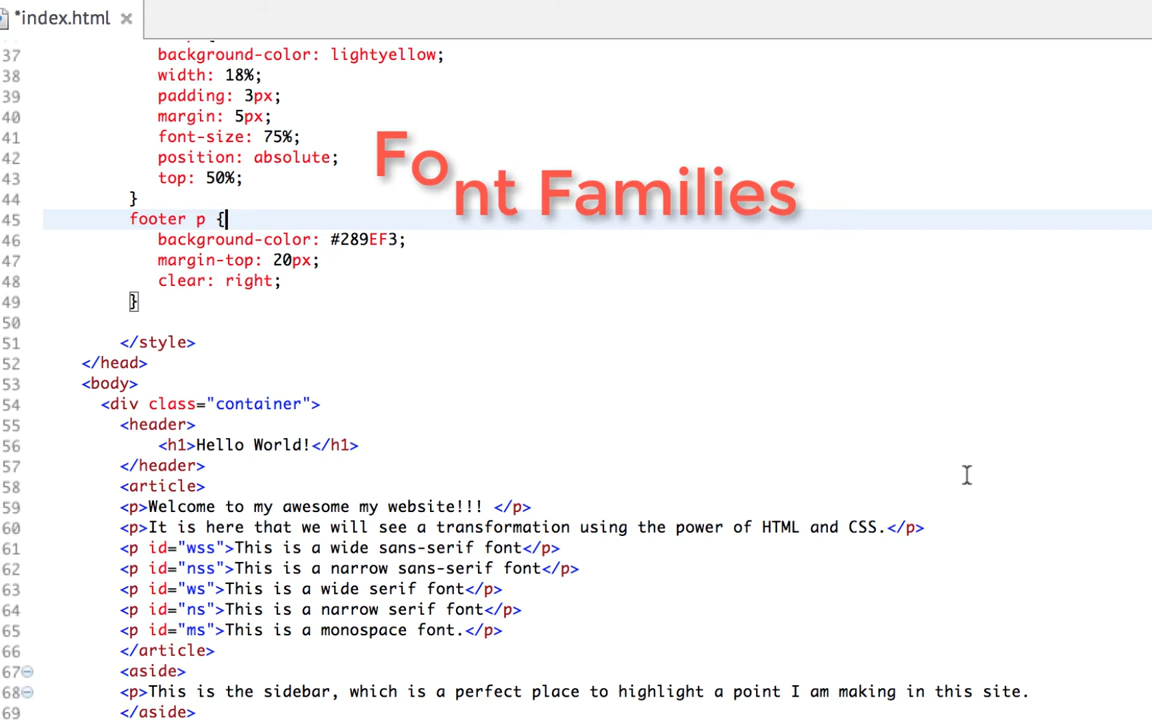 *index.html
37 background-color: lightyellow;
38 width: 18%;
39 padding: 3px;
40 margin: 5px;
41 font-size: 75%;
42 position: absolute;
43 top: 50%;
44 }
Font Families
45 footer p {
46 background-color: #289EF3;
47 margin-top: 20px;
48 clear: right;
49 }
50
51 </style>
52 </head>
53 <body>
54 <div class="container">
55 <header>
56 <h1>Hello World!</h1>
57 </header>
58 <article>
59 <p>Welcome to my awesome my website!!! </p>
60 <p>It is here that we will see a transformation using the power of HTML and CSS.</p>
61 <p id="wss">This is a wide sans-serif font</p>
62 <p id="nss">This is a narrow sans-serif font</p>
63 <p id="ws">This is a wide serif font</p>
64 <p id="ns">This is a narrow serif font</p>
65 <p id="ms">This is a monospace font.</p>
66 </article>
67 <aside>
68 <p>This is the sidebar, which is a perfect place to highlight a point I am making in this site.
69 </aside>